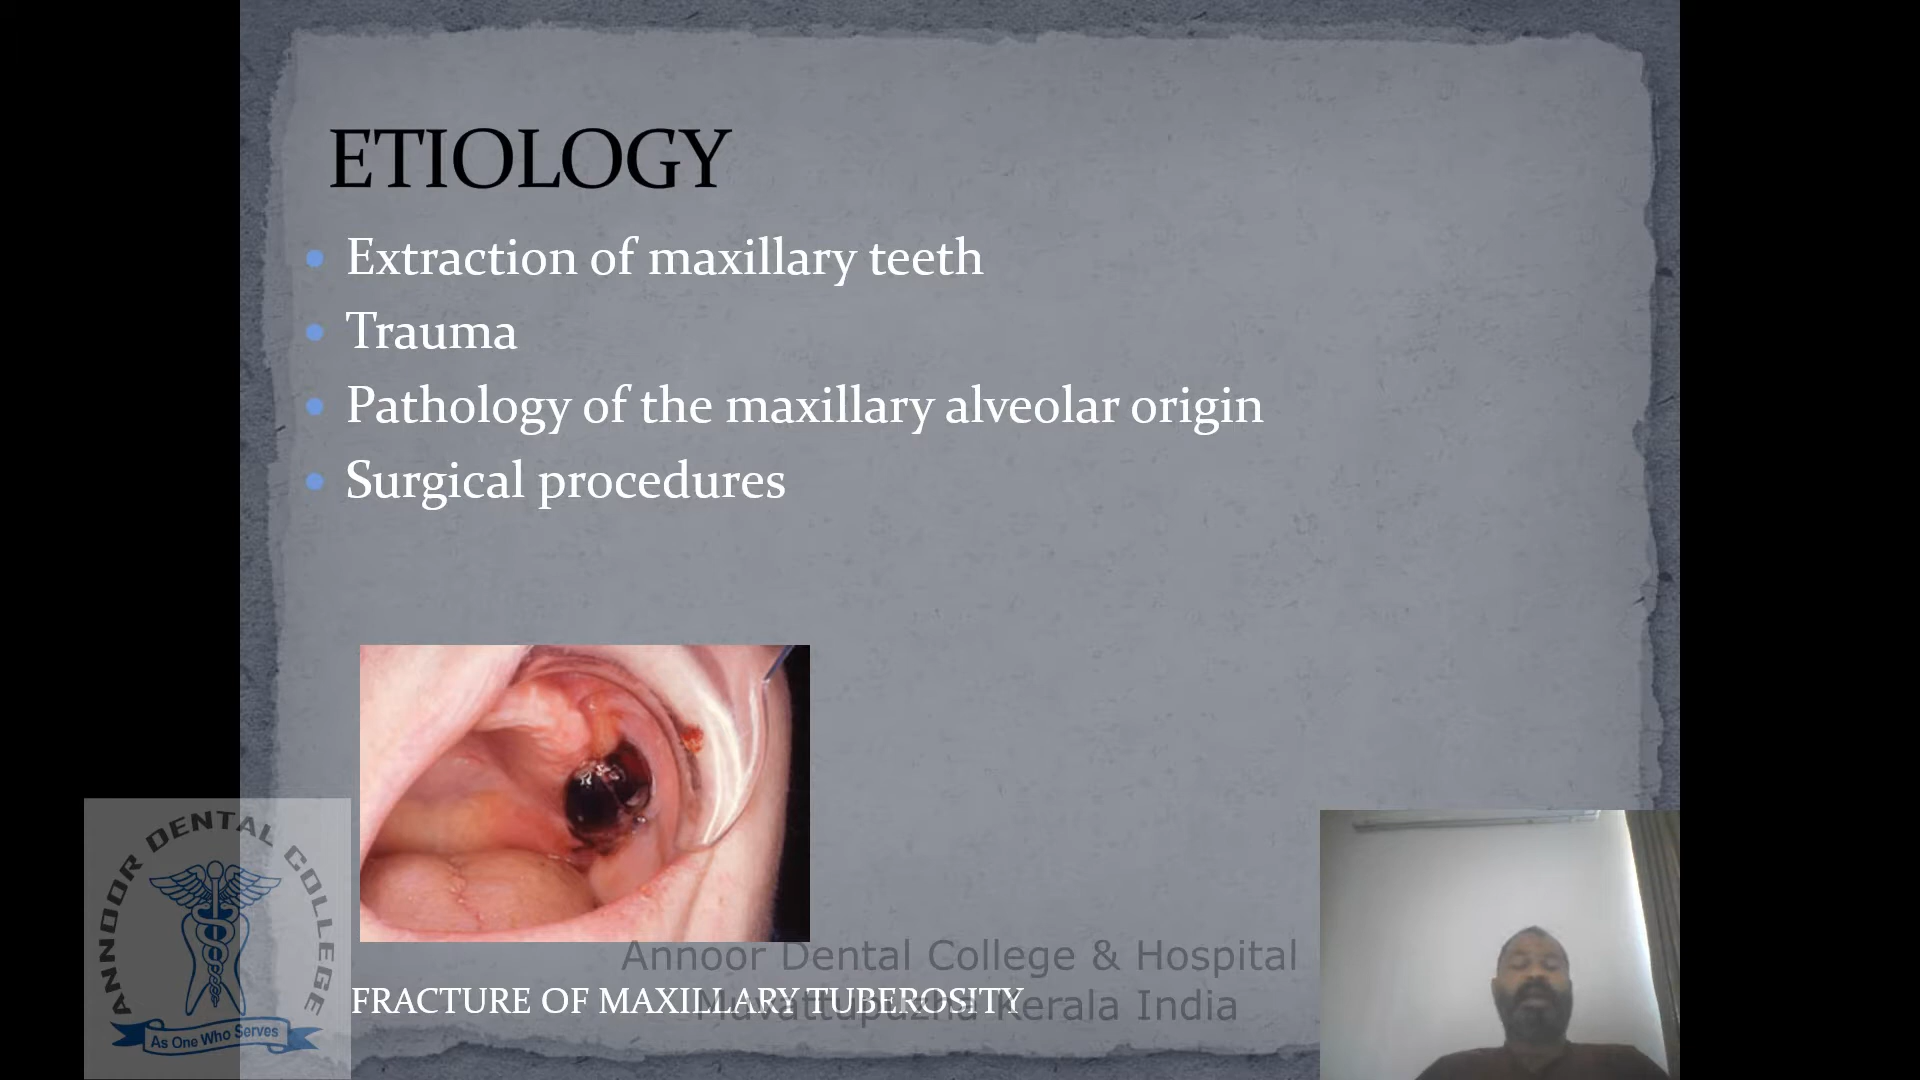 ETIOLOGY
Extraction of maxillary teeth
Trauma
Pathology of the maxillary alveolar origin
Surgical procedures
ANNOOR DENTAL COLLEGE
As One Who Serves
Annoor Dental College & Hospital
FRACTURE OF MAXILLARY TUBEROSITY
Muvattupuzha Kerala India